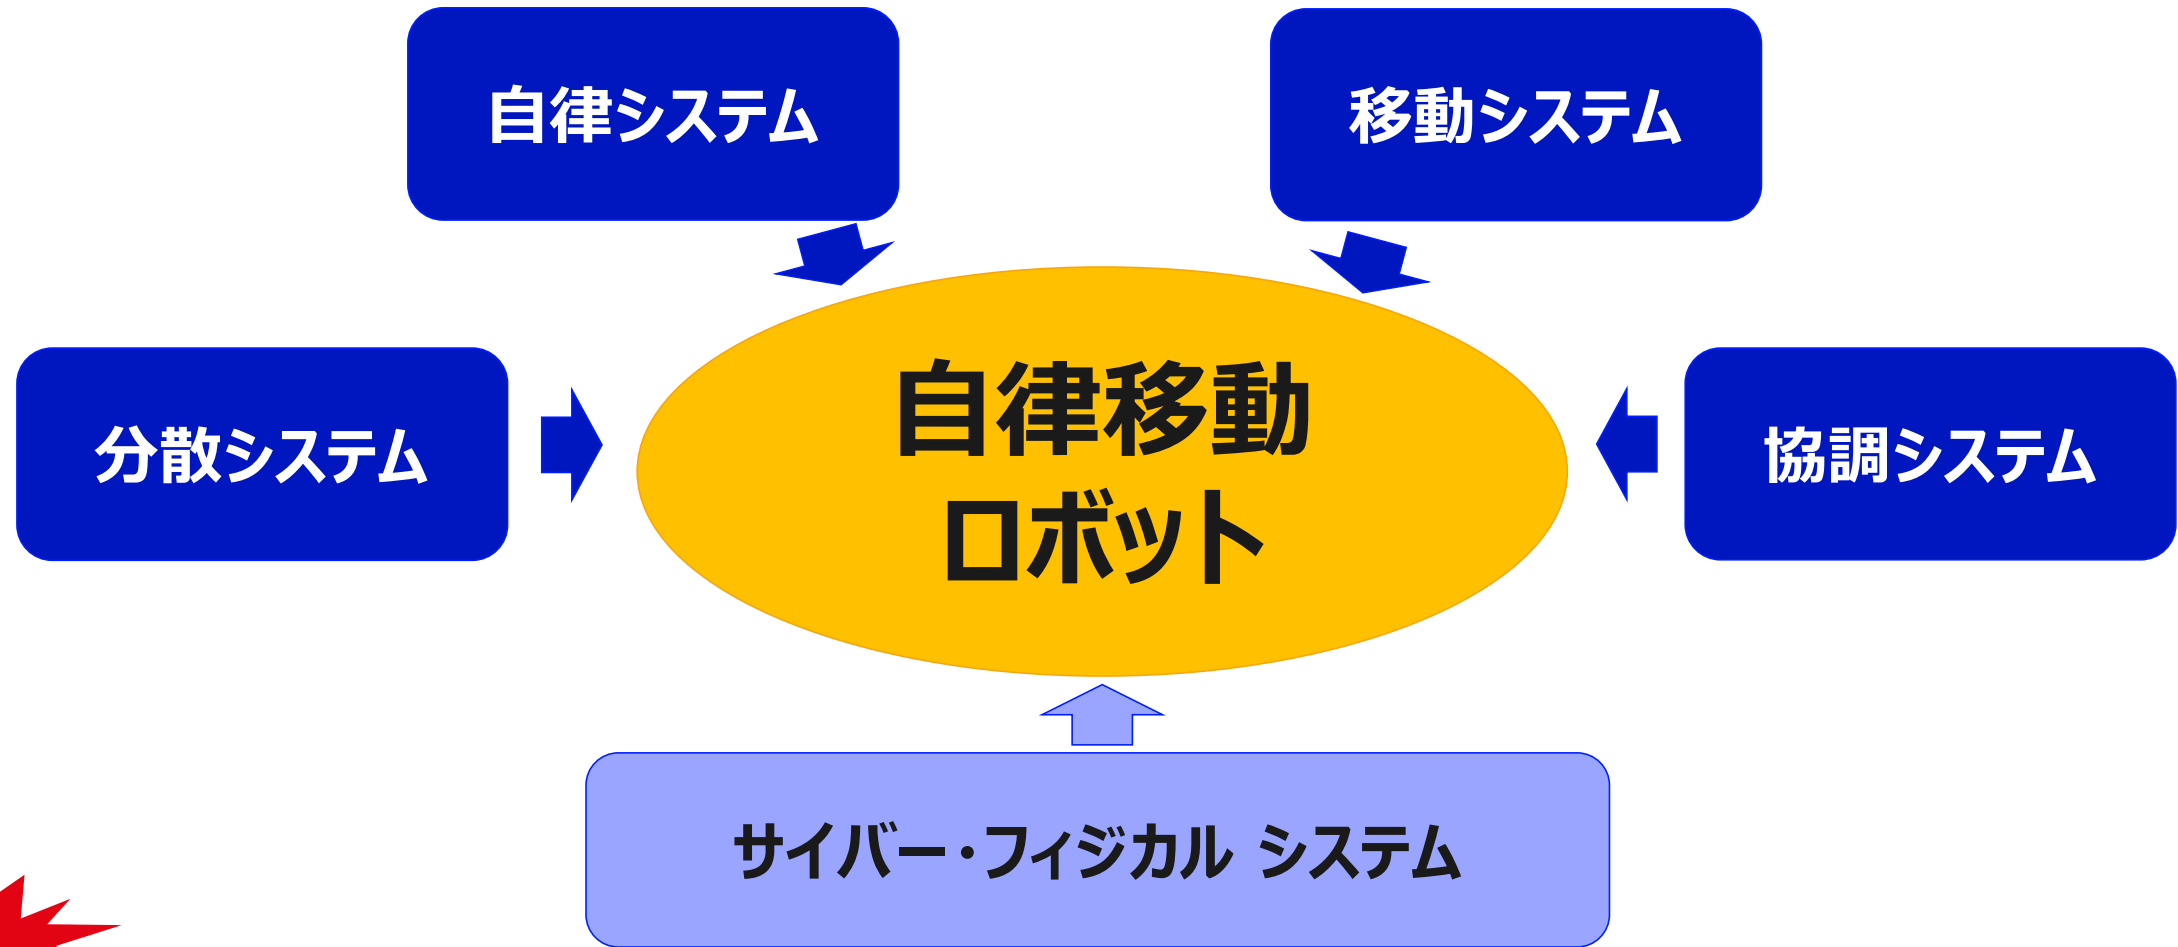 自律システム
移動システム
分散システム
自律移動
ロボット
協調システム
サイバー・フィジカル システム